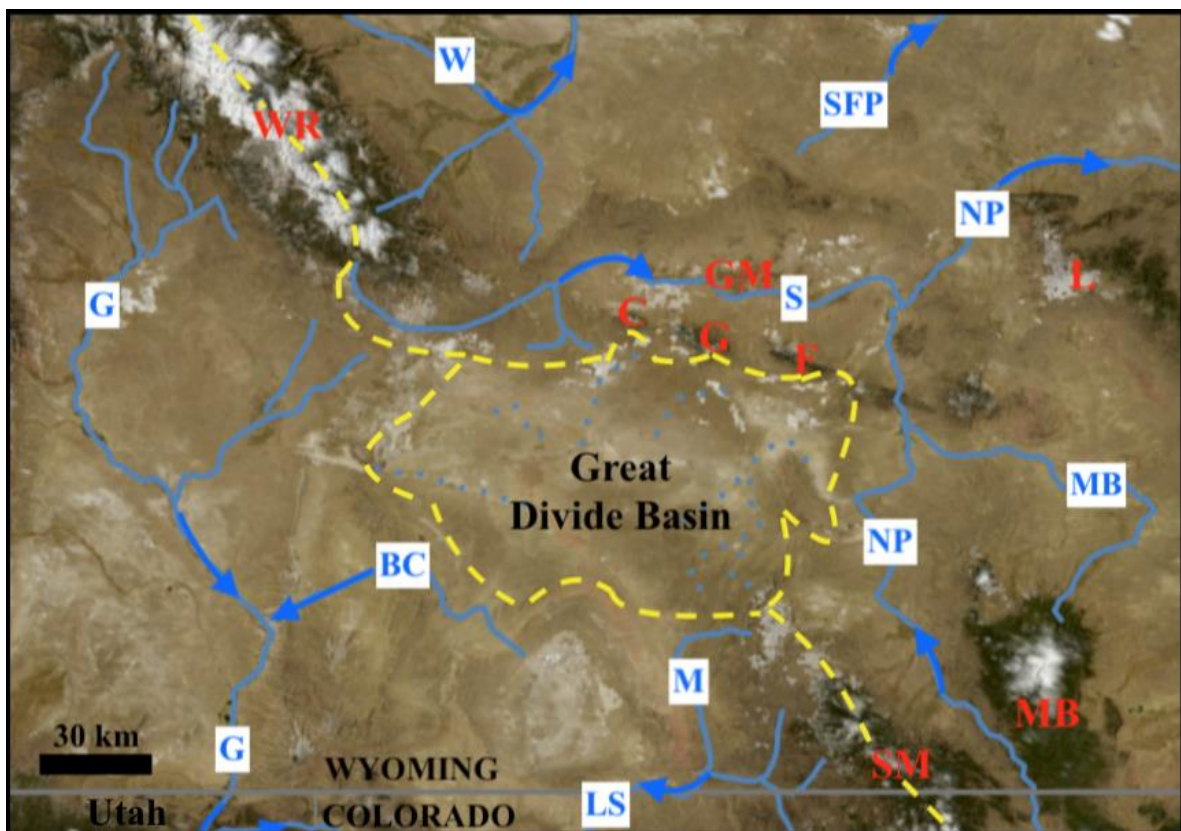 W
SFP
WR
NP
G
GM
S
L
C
G
F
Great
Divide Basin
MB
NP
BC
M
MB
30 km
G
SM
WYOMING
LS
Utah
COLORADO